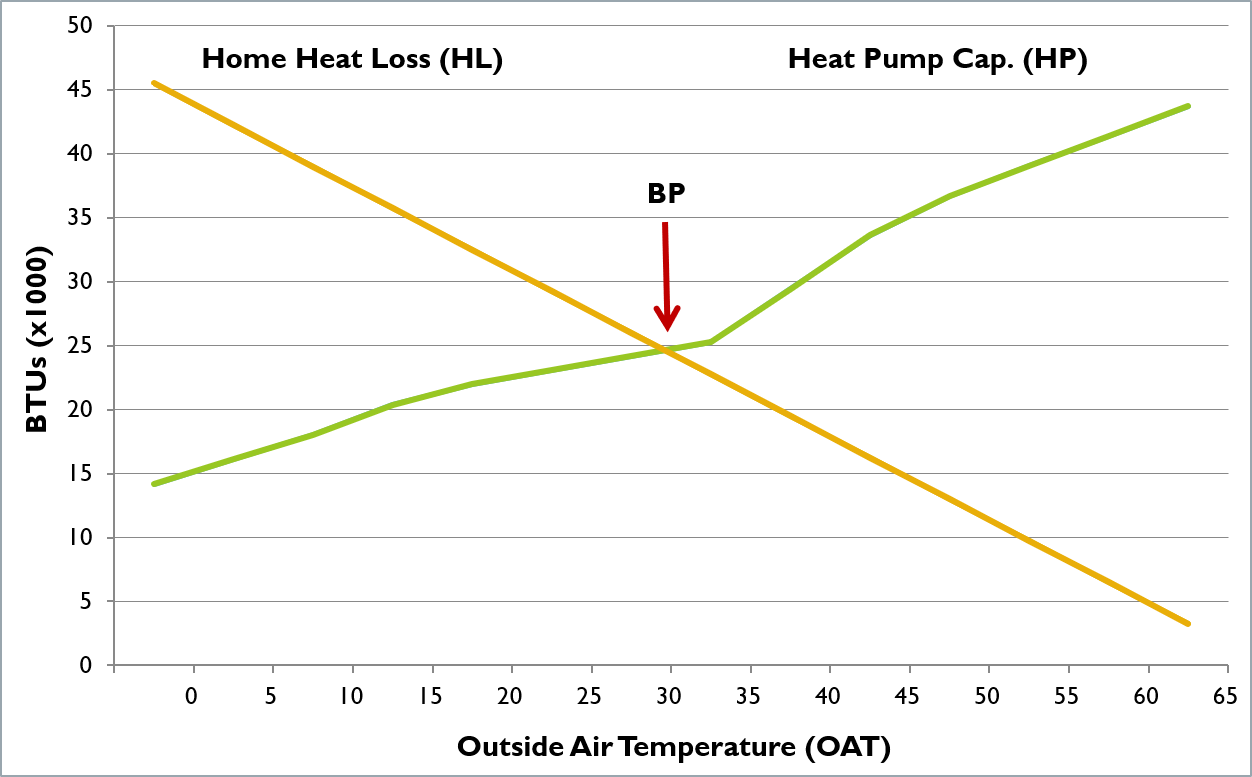 50
Home Heat Loss (HL)
Heat Pump Cap. (HP)
45
40
35
BP
30
25
20
15
10
5
0
BTUs (x1000)
0 5 10 15 20 25 30 35 40 45 50 55 60 65
Outside Air Temperature (OAT)